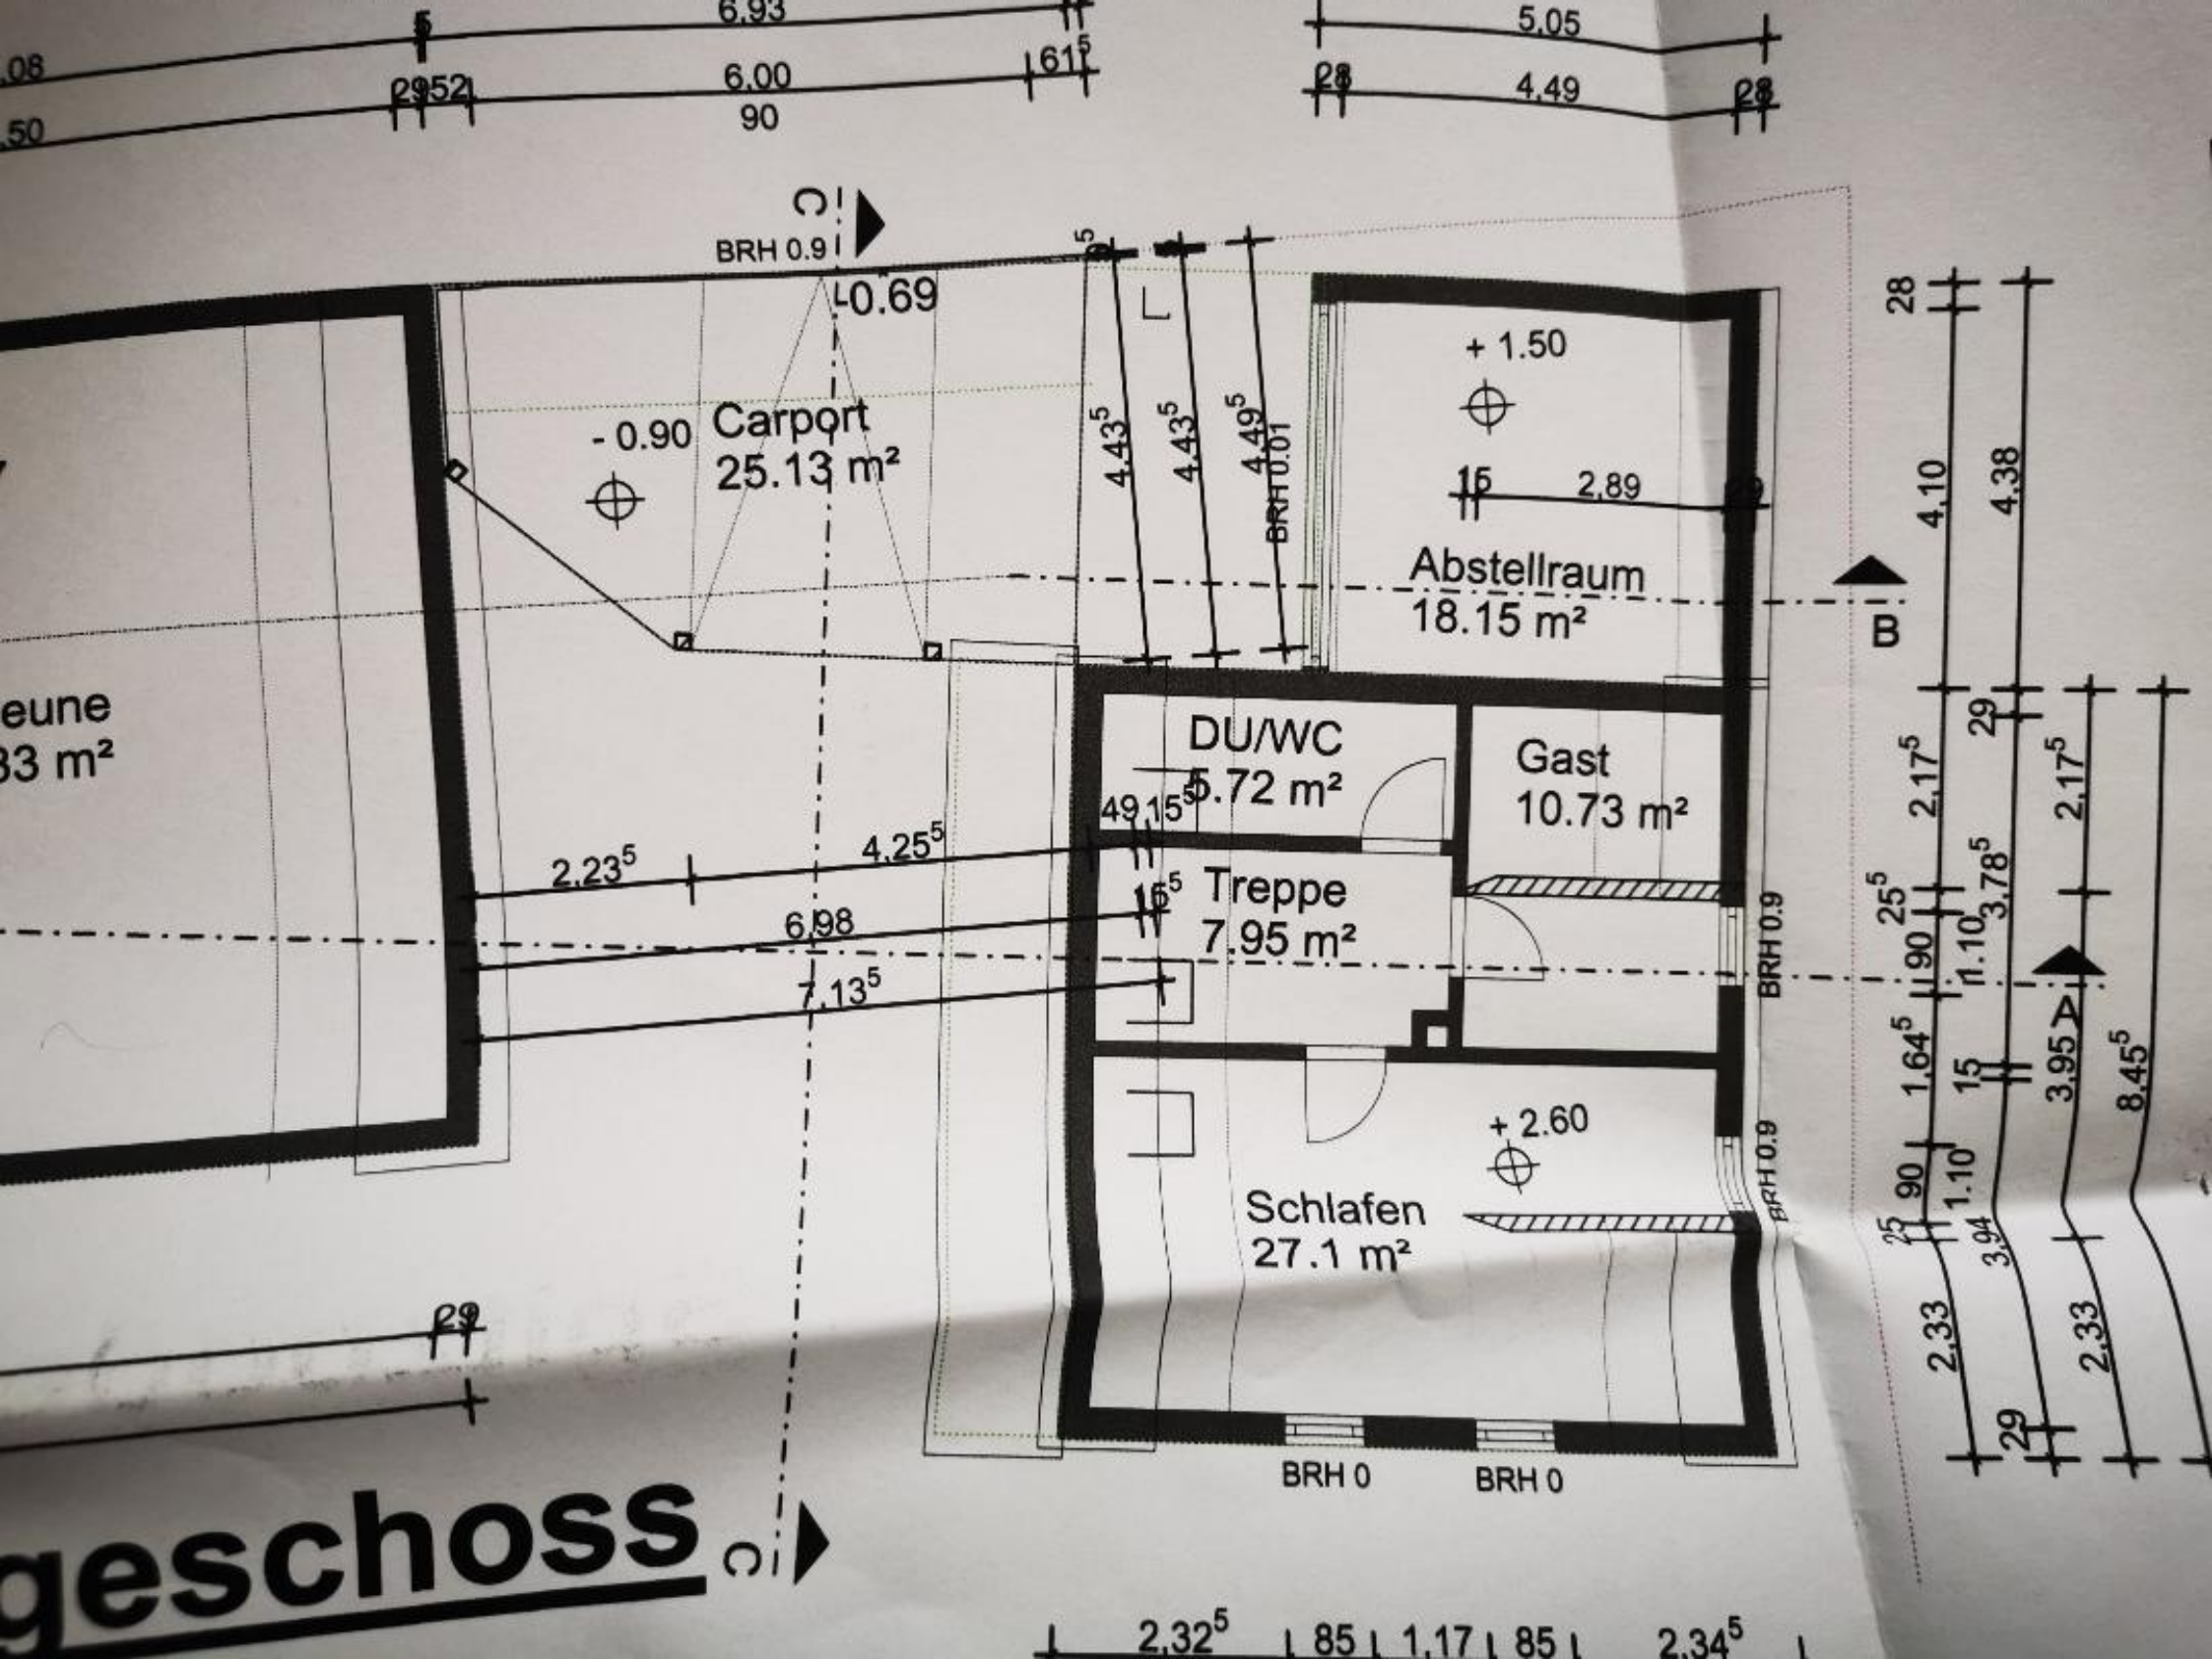 6,93
5
5,05
,08
2952
6,00
61⁵
28
4,49
28
,50
90
C
BRH 0.9
-0.69
5
L
28
+ 1.50
- 0.90
Carport
25.13 m²
4,43⁵
4,43⁵
4,49⁵
BRH 0.01
15
2,89
4,10
4,38
Abstellraum
18.15 m²
B
eune
33 m²
DU/WC
5.72 m²
Gast
10.73 m²
29
2,17⁵
2,17⁵
49
15⁵
2,23⁵
4,25⁵
Treppe
7.95 m²
15⁵
6,98
7,13⁵
BRH 0.9
25⁵
3,78⁵
90
1.10
A
1,64⁵
15
3,95
8,45⁵
+ 2.60
BRH 0.9
90
1.10
Schlafen
27.1 m²
25
3,94
29
2,33
2,33
29
BRH 0
BRH 0
geschoss
C
2,32⁵
85
1,17
85
2,34⁵